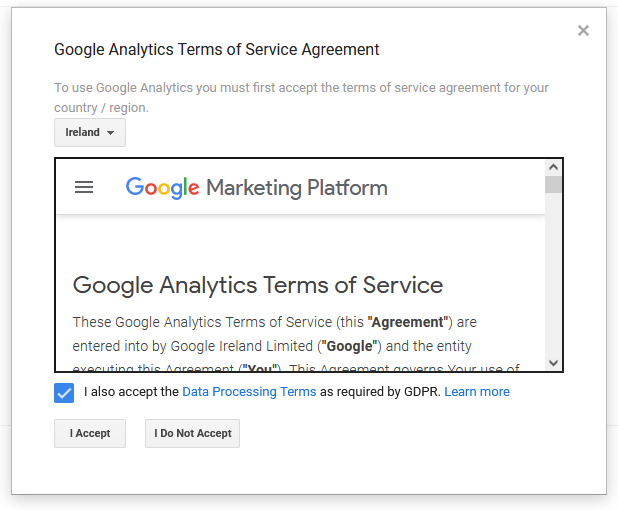 Google Analytics Terms of Service Agreement
To use Google Analytics you must first accept the terms of service agreement for your
country / region.
Ireland
Google Marketing Platform
Google Analytics Terms of Service
These Google Analytics Terms of Service (this "Agreement") are
entered into by Google Ireland Limited ("Google") and the entity
executing this Agreement ("You"). This Agreement governs Your use of
I also accept the Data Processing Terms as required by GDPR. Learn more
I Accept
I Do Not Accept